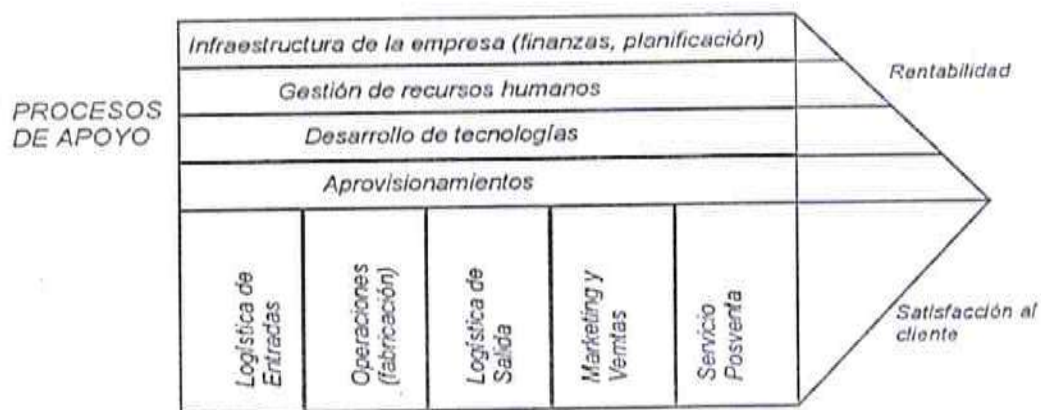 Infraestructura de la empresa (finanzas, planificación)
Rentabilidad
Gestión de recursos humanos
PROCESOS
DE APOYO
Desarrollo de tecnologías
Aprovisionamientos
Logística de
Entradas
Operaciones
(fabricación)
Logística de
Salida
Marketing y
Vemtas
Servicio
Posventa
Satisfacción al
cliente